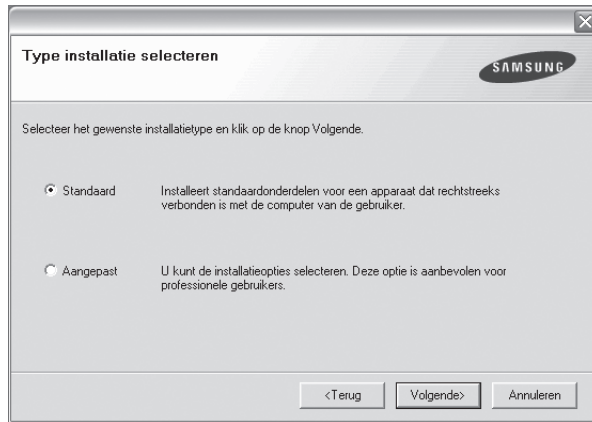 Type installatie selecteren
SAMSUNG
Selecteer het gewenste installatietype en klik op de knop Volgende.
Standaard
Installeert standaardonderdelen voor een apparaat dat rechtstreeks
verbonden is met de computer van de gebruiker.
Aangepast
U kunt de installatieopties selecteren. Deze optie is aanbevolen voor
professionele gebruikers.
<Terug
Volgende>
Annuleren